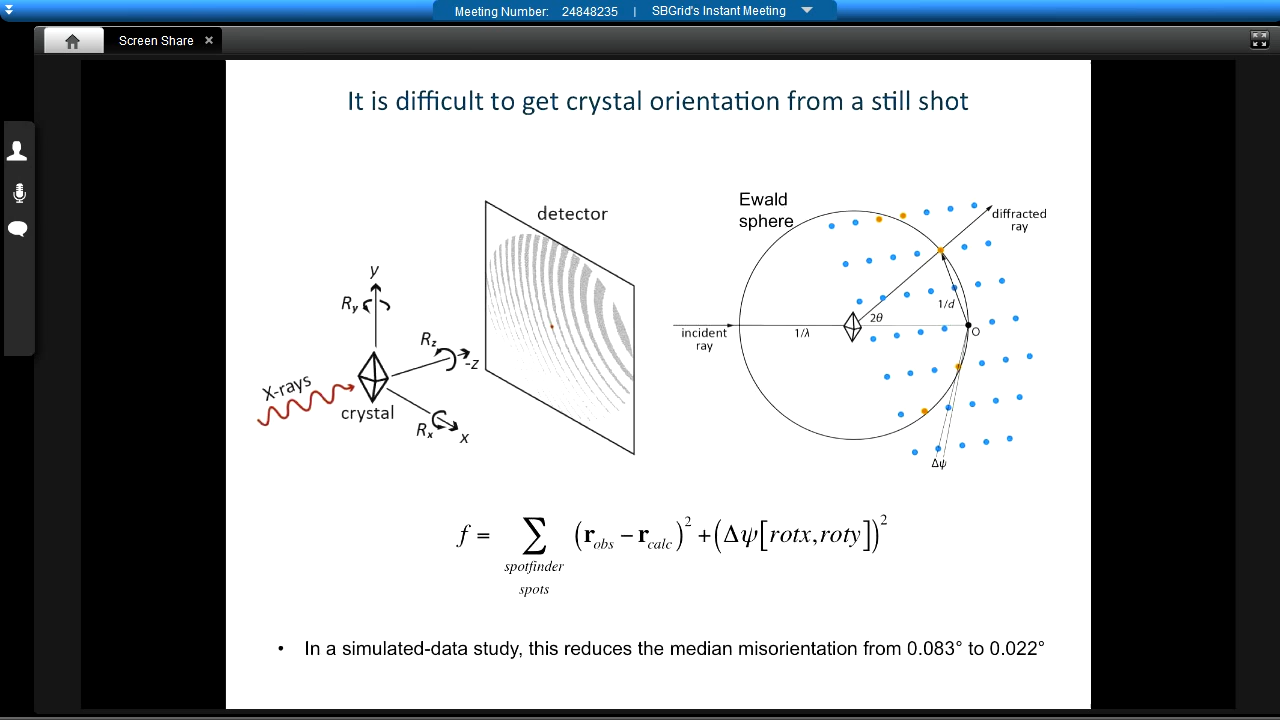 Meeting Number: 24848235 | SBGrid's Instant Meeting
Screen Share ×
It is difficult to get crystal orientation from a still shot
detector
y
R_y
R_z
-z
X-rays
crystal
R_x
x
Ewald
sphere
diffracted
ray
1/d
2θ
incident
ray
1/λ
O
Δψ
f = ∑ (r_obs − r_calc)^2 + (Δψ[rotx,roty])^2
spotfinder
spots
• In a simulated-data study, this reduces the median misorientation from 0.083° to 0.022°